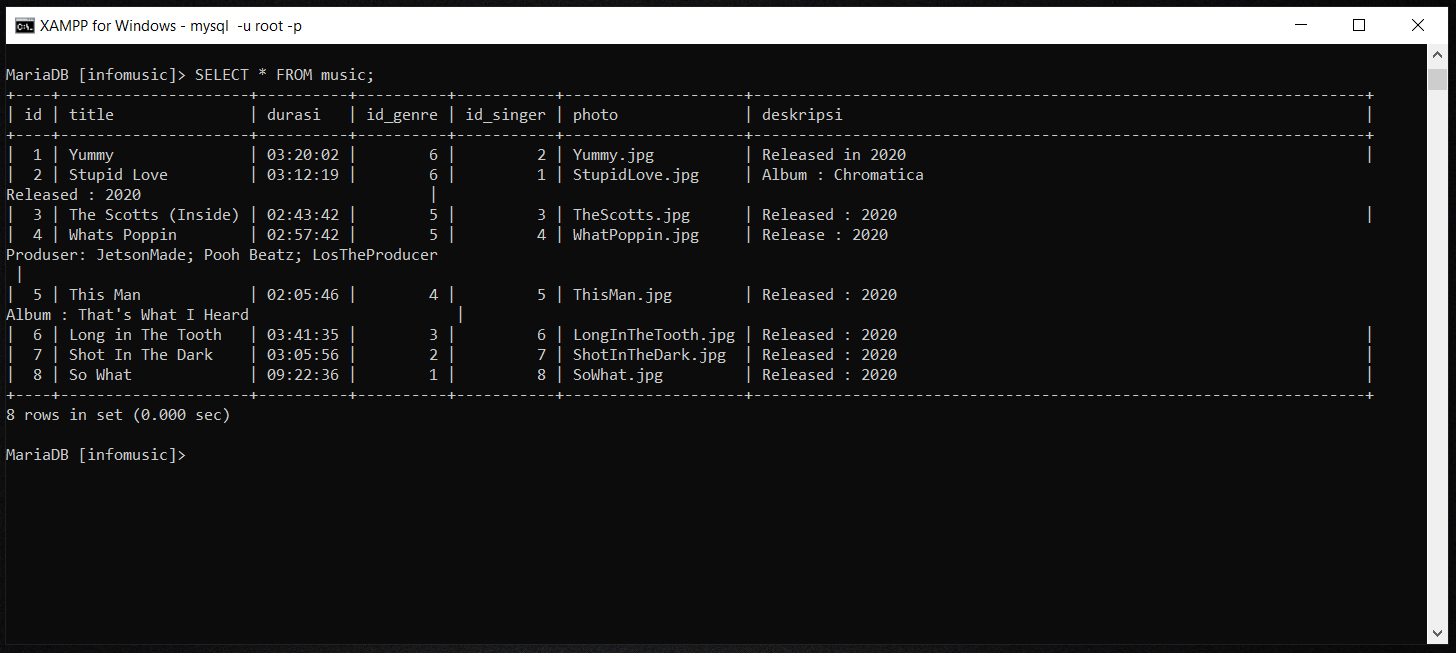 XAMPP for Windows - mysql  -u root -p
MariaDB [infomusic]> SELECT * FROM music;
+----+---------------------+----------+----------+-----------+--------------------+--------------------------------------------------------------------+
| id | title               | durasi   | id_genre | id_singer | photo              | deskripsi                                                          |
+----+---------------------+----------+----------+-----------+--------------------+--------------------------------------------------------------------+
|  1 | Yummy               | 03:20:02 |        6 |         2 | Yummy.jpg          | Released in 2020                                                   |
|  2 | Stupid Love         | 03:12:19 |        6 |         1 | StupidLove.jpg     | Album : Chromatica
Released : 2020                                |
|  3 | The Scotts (Inside) | 02:43:42 |        5 |         3 | TheScotts.jpg      | Released : 2020                                                    |
|  4 | Whats Poppin        | 02:57:42 |        5 |         4 | WhatPoppin.jpg     | Release : 2020
Produser: JetsonMade; Pooh Beatz; LosTheProducer
 |
|  5 | This Man            | 02:05:46 |        4 |         5 | ThisMan.jpg        | Released : 2020
Album : That's What I Heard                       |
|  6 | Long in The Tooth   | 03:41:35 |        3 |         6 | LongInTheTooth.jpg | Released : 2020                                                    |
|  7 | Shot In The Dark    | 03:05:56 |        2 |         7 | ShotInTheDark.jpg  | Released : 2020                                                    |
|  8 | So What             | 09:22:36 |        1 |         8 | SoWhat.jpg         | Released : 2020                                                    |
+----+---------------------+----------+----------+-----------+--------------------+--------------------------------------------------------------------+
8 rows in set (0.000 sec)
MariaDB [infomusic]>